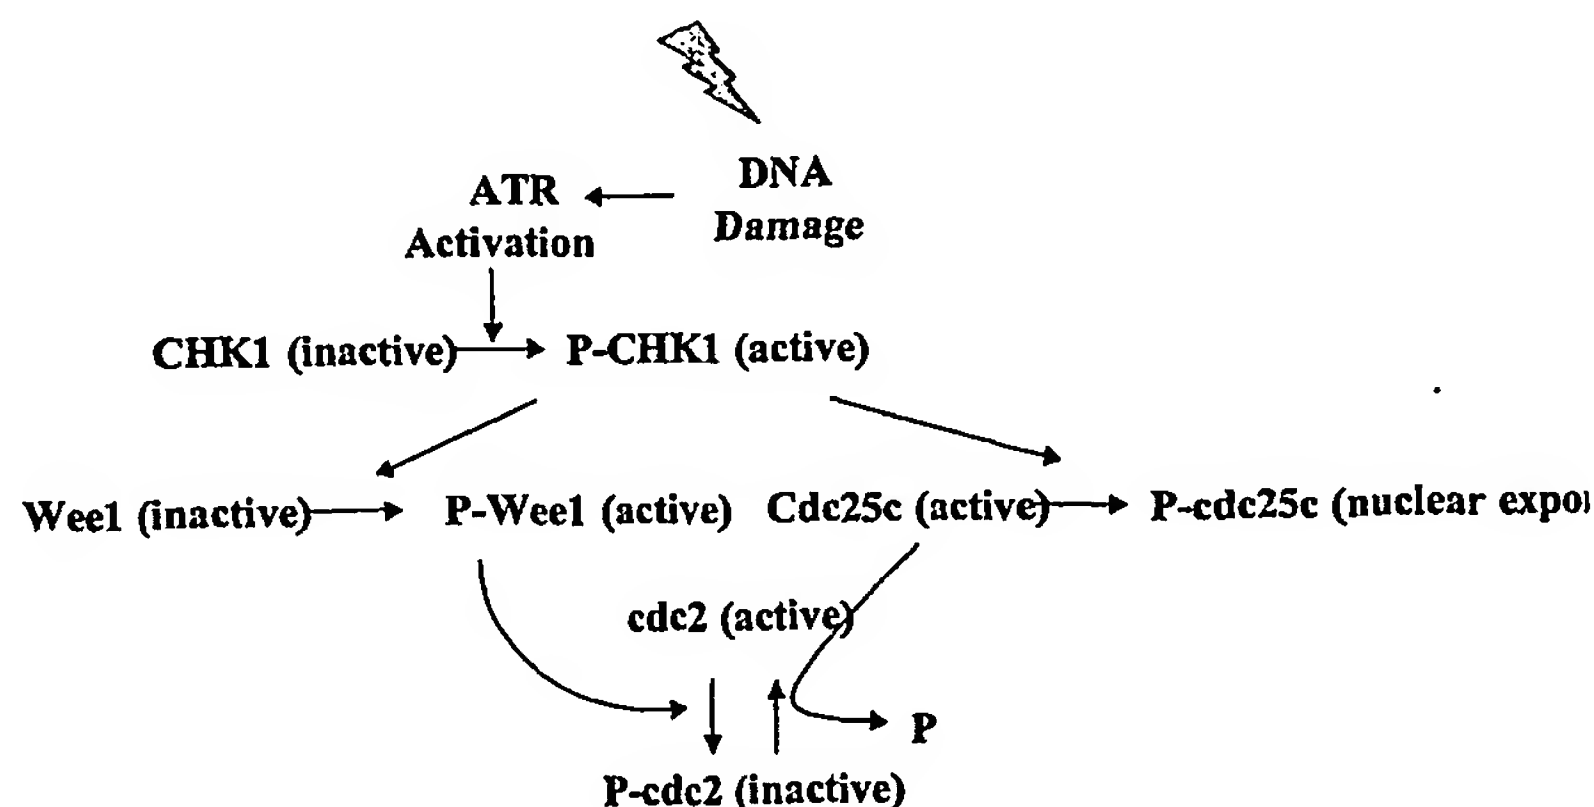 DNA
Damage
ATR
Activation
CHK1 (inactive) P-CHK1 (active)
Wee1 (inactive) P-Wee1 (active) Cdc25c (active) P-cdc25c (nuclear expo
cdc2 (active)
P
P-cdc2 (inactive)